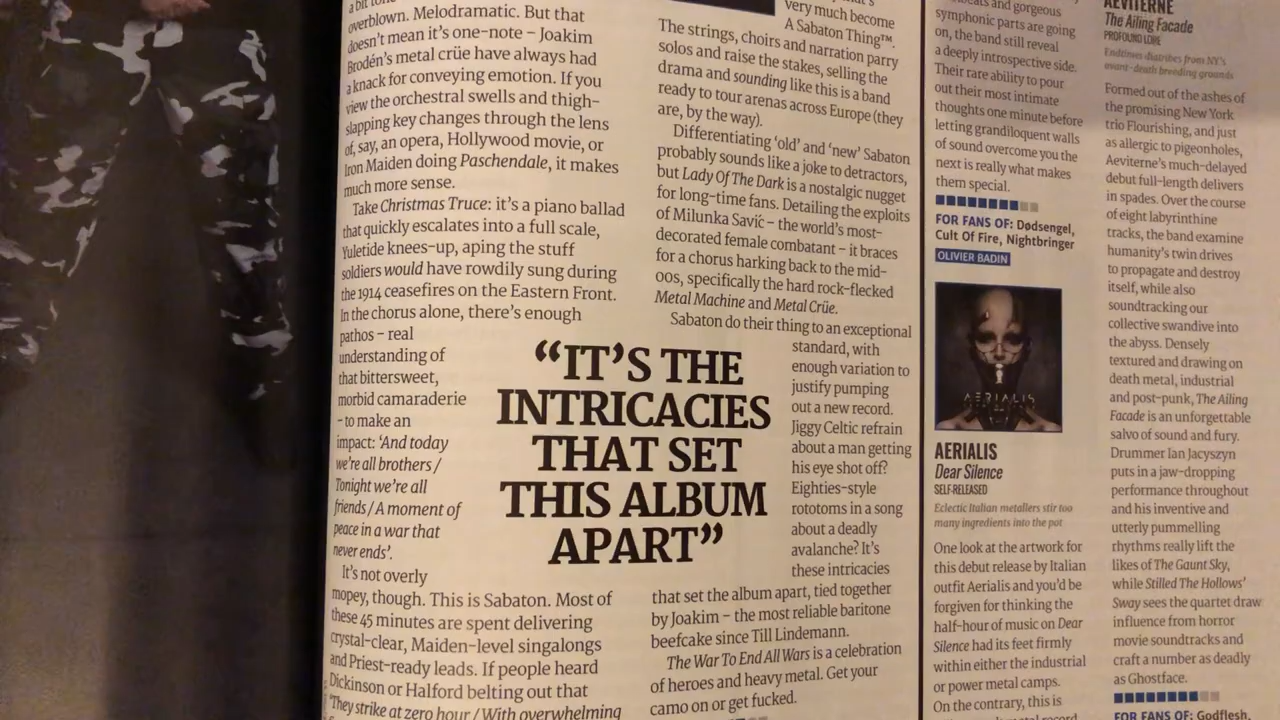 a bit to
overblown. Melodramatic. But that
doesn't mean it's one-note – Joakim
Brodén's metal crüe have always had
a knack for conveying emotion. If you
view the orchestral swells and thigh-
slapping key changes through the lens
of, say, an opera, Hollywood movie, or
Iron Maiden doing Paschendale, it makes
much more sense.
Take Christmas Truce: it's a piano ballad
that quickly escalates into a full scale,
Yuletide knees-up, aping the stuff
soldiers would have rowdily sung during
the 1914 ceasefires on the Eastern Front.
In the chorus alone, there's enough
pathos – real
understanding of
that bittersweet,
morbid camaraderie
– to make an
impact: 'And today
we're all brothers /
Tonight we're all
friends / A moment of
peace in a war that
never ends'.
It's not overly
mopey, though. This is Sabaton. Most of
these 45 minutes are spent delivering
crystal-clear, Maiden-level singalongs
and Priest-ready leads. If people heard
Dickinson or Halford belting out that
'They strike at zero hour / With overwhelming
"IT'S THE
INTRICACIES
THAT SET
THIS ALBUM
APART"
very much become
A Sabaton Thing™.
The strings, choirs and narration parry
solos and raise the stakes, selling the
drama and sounding like this is a band
ready to tour arenas across Europe (they
are, by the way).
Differentiating 'old' and 'new' Sabaton
probably sounds like a joke to detractors,
but Lady Of The Dark is a nostalgic nugget
for long-time fans. Detailing the exploits
of Milunka Savić – the world's most-
decorated female combatant – it braces
for a chorus harking back to the mid-
00s, specifically the hard rock-flecked
Metal Machine and Metal Crüe.
Sabaton do their thing to an exceptional
standard, with
enough variation to
justify pumping
out a new record.
Jiggy Celtic refrain
about a man getting
his eye shot off?
Eighties-style
rototoms in a song
about a deadly
avalanche? It's
these intricacies
that set the album apart, tied together
by Joakim – the most reliable baritone
beefcake since Till Lindemann.
The War To End All Wars is a celebration
of heroes and heavy metal. Get your
camo on or get fucked.
and gorgeous
symphonic parts are going
on, the band still reveal
a deeply introspective side.
Their rare ability to pour
out their most intimate
thoughts one minute before
letting grandiloquent walls
of sound overcome you the
next is really what makes
them special.
FOR FANS OF: Dødsengel,
Cult Of Fire, Nightbringer
OLIVIER BADIN
AERIALIS
AERIALIS
Dear Silence
SELF-RELEASED
Eclectic Italian metallers stir too
many ingredients into the pot
One look at the artwork for
this debut release by Italian
outfit Aerialis and you'd be
forgiven for thinking the
half-hour of music on Dear
Silence had its feet firmly
within either the industrial
or power metal camps.
On the contrary, this is
AEVITERNE
The Ailing Facade
PROFOUND LORE
Endtimes diatribes from NY's
avant-death breeding grounds
Formed out of the ashes of
the promising New York
trio Flourishing, and just
as allergic to pigeonholes,
Aeviterne's much-delayed
debut full-length delivers
in spades. Over the course
of eight labyrinthine
tracks, the band examine
humanity's twin drives
to propagate and destroy
itself, while also
soundtracking our
collective swandive into
the abyss. Densely
textured and drawing on
death metal, industrial
and post-punk, The Ailing
Facade is an unforgettable
salvo of sound and fury.
Drummer Ian Jacyszyn
puts in a jaw-dropping
performance throughout
and his inventive and
utterly pummelling
rhythms really lift the
likes of The Gaunt Sky,
while Stilled The Hollows'
Sway sees the quartet draw
influence from horror
movie soundtracks and
craft a number as deadly
as Ghostface.
FOR FANS OF: Godflesh,